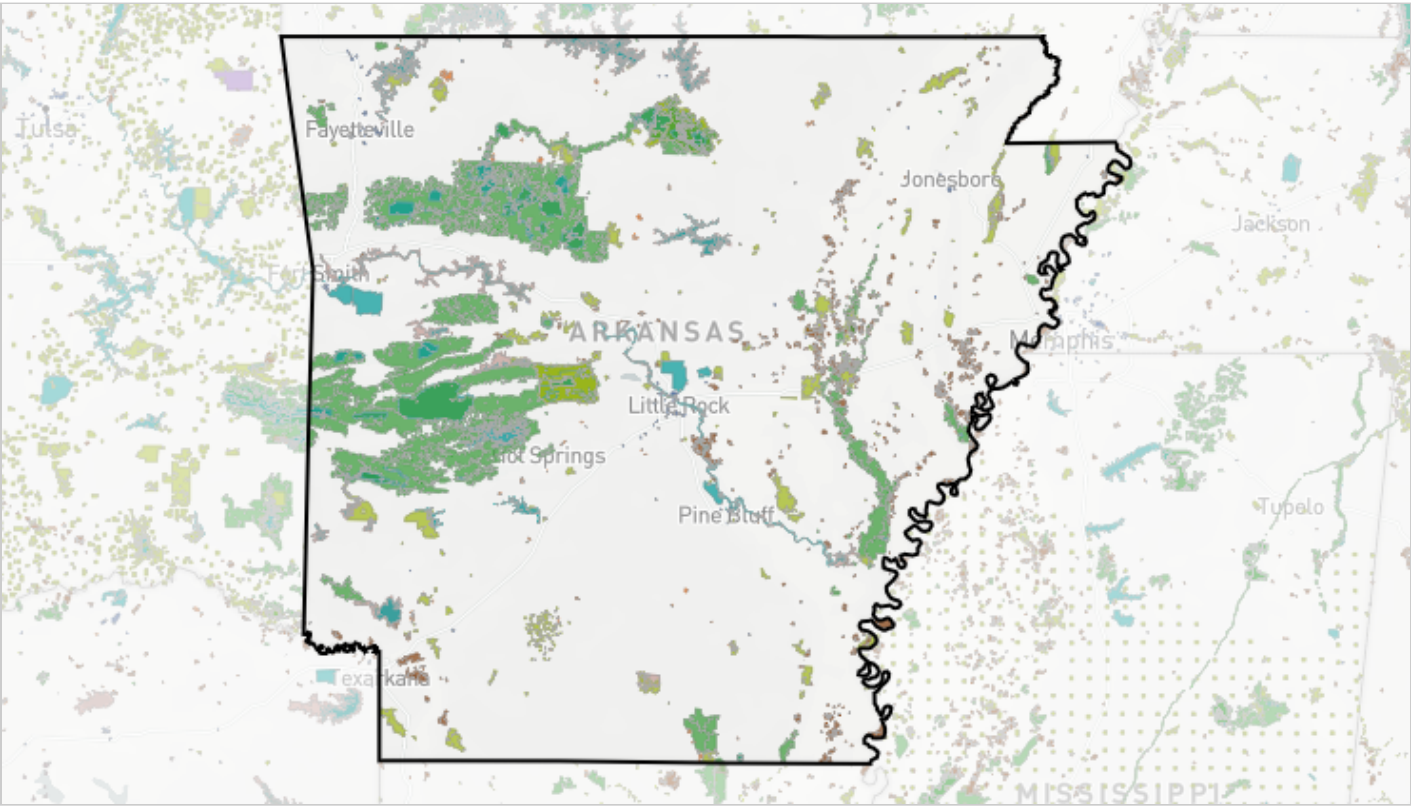 Tulsa
Fayetteville
Jonesboro
Jackson
Fort Smith
ARKANSAS
Memphis
Little Rock
Hot Springs
Pine Bluff
Tupelo
Texarkana
MISSISSIPPI